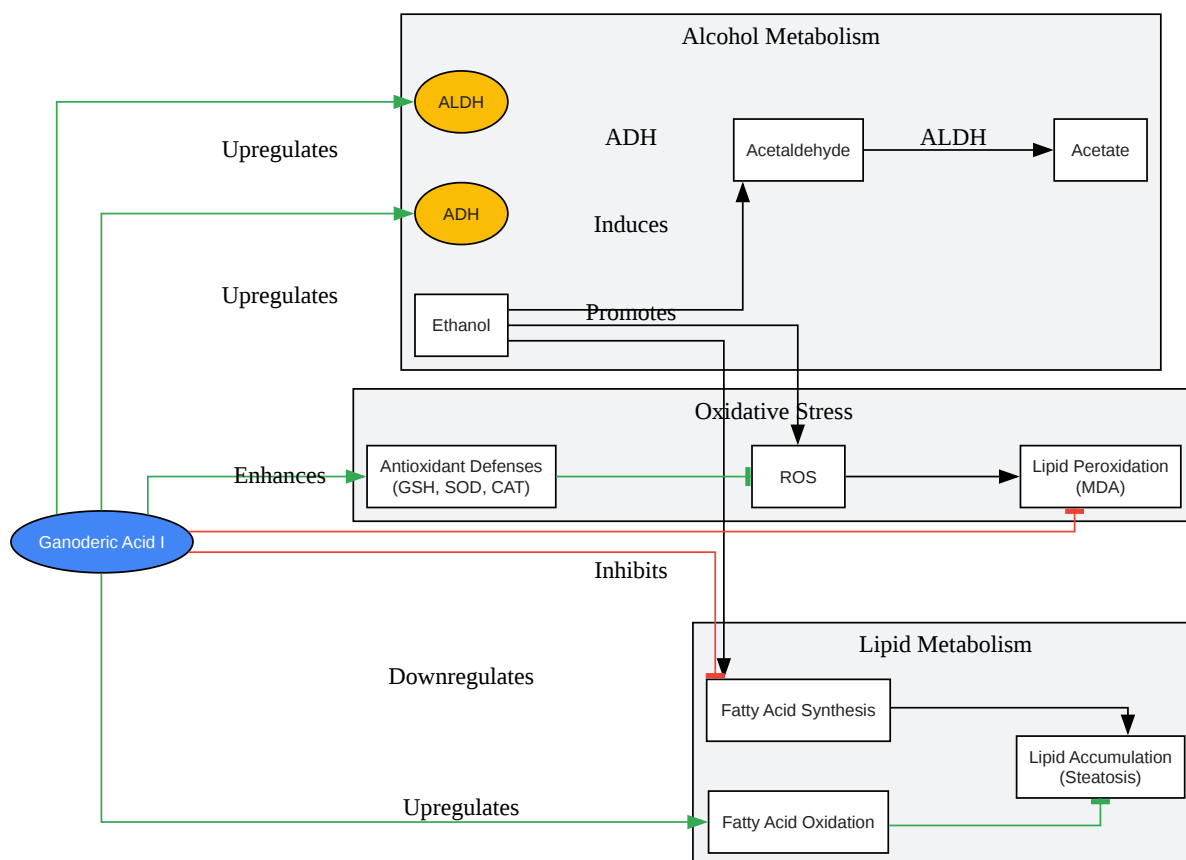 Alcohol Metabolism
ALDH
Upregulates
ADH
Acetaldehyde
ALDH
Acetate
ADH
Induces
Upregulates
Ethanol
Promotes
Oxidative Stress
Enhances
Antioxidant Defenses
(GSH, SOD, CAT)
ROS
Lipid Peroxidation
(MDA)
Ganoderic Acid I
Inhibits
Lipid Metabolism
Downregulates
Fatty Acid Synthesis
Lipid Accumulation
(Steatosis)
Upregulates
Fatty Acid Oxidation